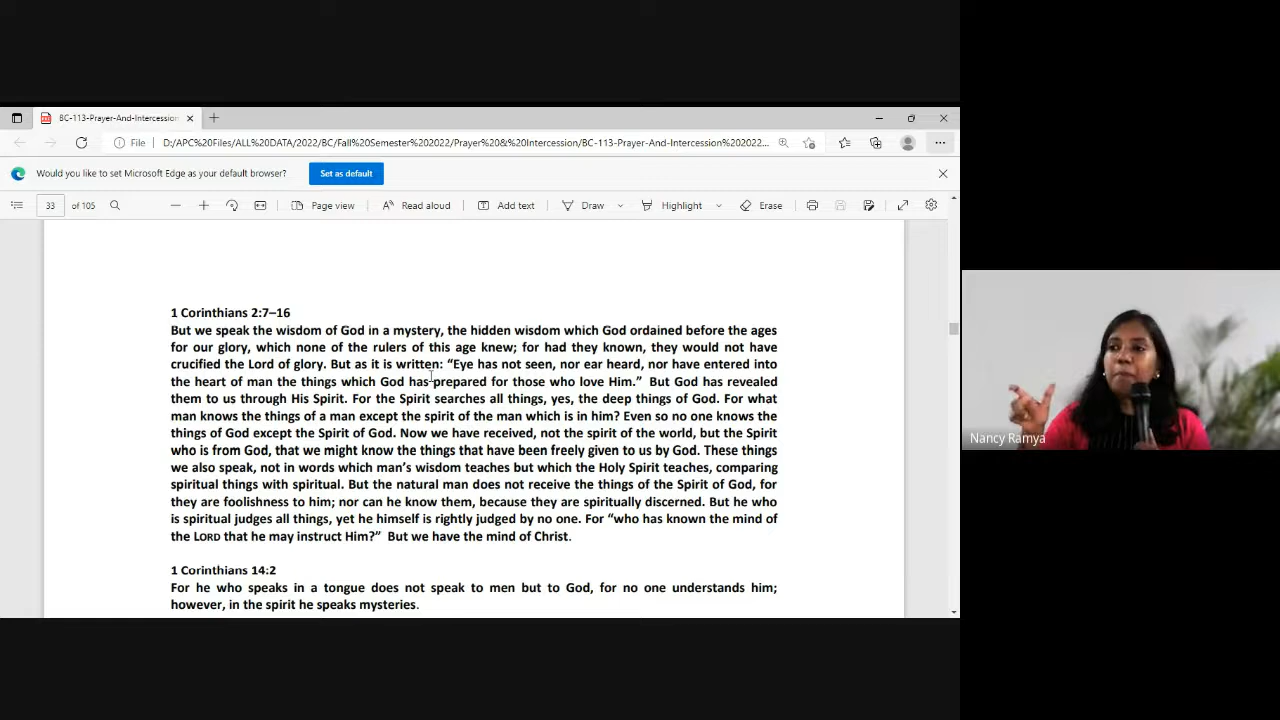 BC-113-Prayer-And-Intercession
File
D:/APC%20Files/ALL%20DATA/2022/BC/Fall%20Semester%202022/Prayer%20&%20Intercession/BC-113-Prayer-And-Intercession%202022...
Would you like to set Microsoft Edge as your default browser?
Set as default
33 of 105
Page view
Read aloud
Add text
Draw
Highlight
Erase
1 Corinthians 2:7–16
But we speak the wisdom of God in a mystery, the hidden wisdom which God ordained before the ages
for our glory, which none of the rulers of this age knew; for had they known, they would not have
crucified the Lord of glory. But as it is written: “Eye has not seen, nor ear heard, nor have entered into
the heart of man the things which God has prepared for those who love Him.” But God has revealed
them to us through His Spirit. For the Spirit searches all things, yes, the deep things of God. For what
man knows the things of a man except the spirit of the man which is in him? Even so no one knows the
things of God except the Spirit of God. Now we have received, not the spirit of the world, but the Spirit
who is from God, that we might know the things that have been freely given to us by God. These things
we also speak, not in words which man’s wisdom teaches but which the Holy Spirit teaches, comparing
spiritual things with spiritual. But the natural man does not receive the things of the Spirit of God, for
they are foolishness to him; nor can he know them, because they are spiritually discerned. But he who
is spiritual judges all things, yet he himself is rightly judged by no one. For “who has known the mind of
the LORD that he may instruct Him?” But we have the mind of Christ.
1 Corinthians 14:2
For he who speaks in a tongue does not speak to men but to God, for no one understands him;
however, in the spirit he speaks mysteries.
Nancy Ramya